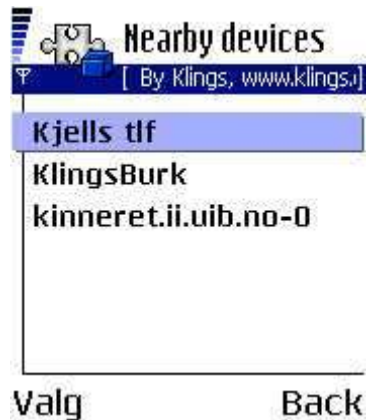 Nearby devices
[ By Klings, www.klings.]
Kjells tlf
KlingsBurk
kinneret.ii.uib.no-0
Valg Back